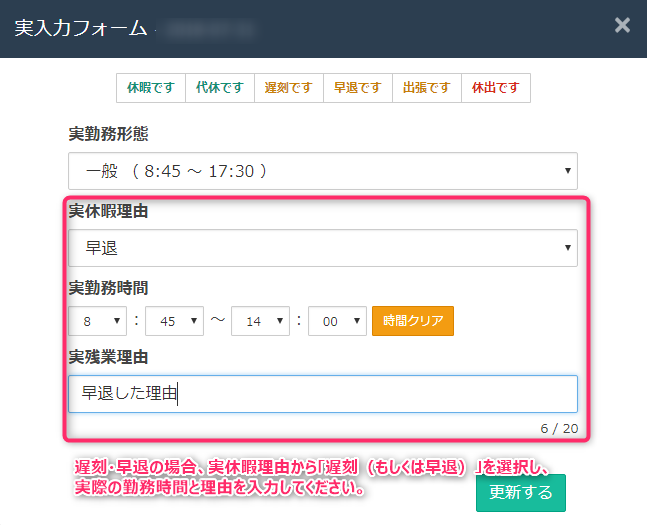 実入力フォーム -
×
休暇です 代休です 遅刻です 早退です 出張です 休出です
実勤務形態
一般 （ 8:45 ～ 17:30 ）
実休暇理由
早退
実勤務時間
8 : 45 ～ 14 : 00 時間クリア
実残業理由
早退した理由
6 / 20
遅刻・早退の場合、実休暇理由から「遅刻（もしくは早退）」を選択し、
実際の勤務時間と理由を入力してください。
更新する